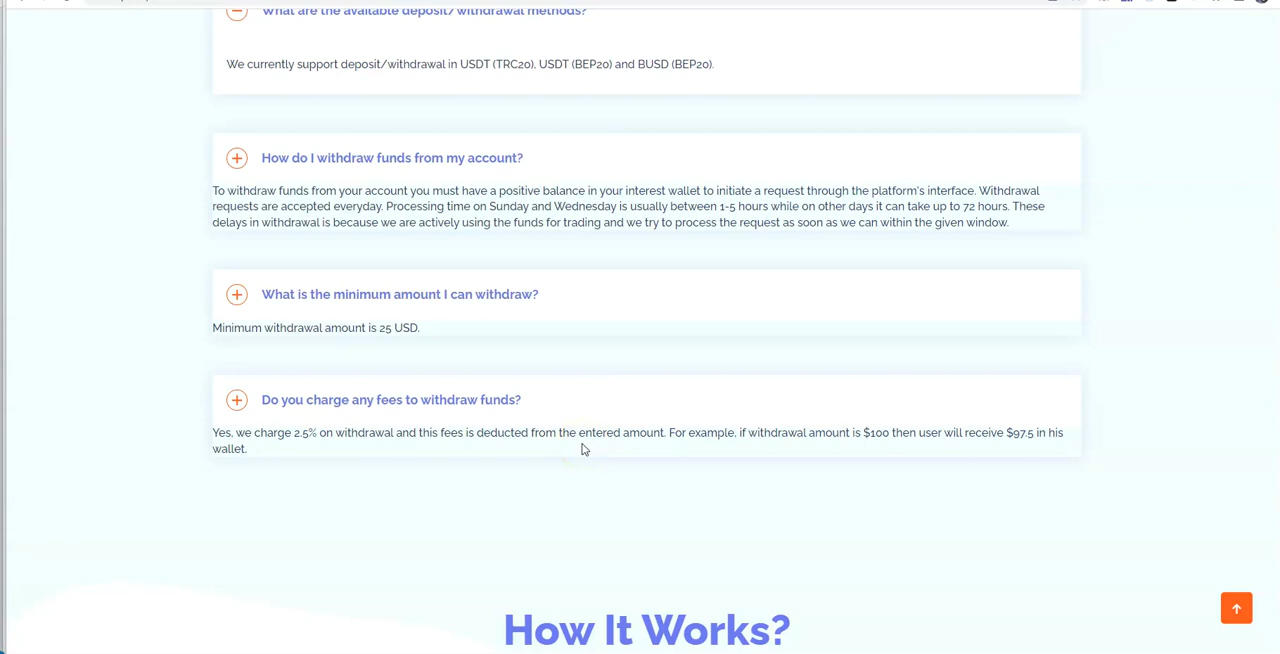 What are the available deposit/withdrawal methods?
We currently support deposit/withdrawal in USDT (TRC20), USDT (BEP20) and BUSD (BEP20).
How do I withdraw funds from my account?
To withdraw funds from your account you must have a positive balance in your interest wallet to initiate a request through the platform's interface. Withdrawal
requests are accepted everyday. Processing time on Sunday and Wednesday is usually between 1-5 hours while on other days it can take up to 72 hours. These
delays in withdrawal is because we are actively using the funds for trading and we try to process the request as soon as we can within the given window.
What is the minimum amount I can withdraw?
Minimum withdrawal amount is 25 USD.
Do you charge any fees to withdraw funds?
Yes, we charge 2.5% on withdrawal and this fees is deducted from the entered amount. For example, if withdrawal amount is $100 then user will receive $97.5 in his
wallet.
How It Works?